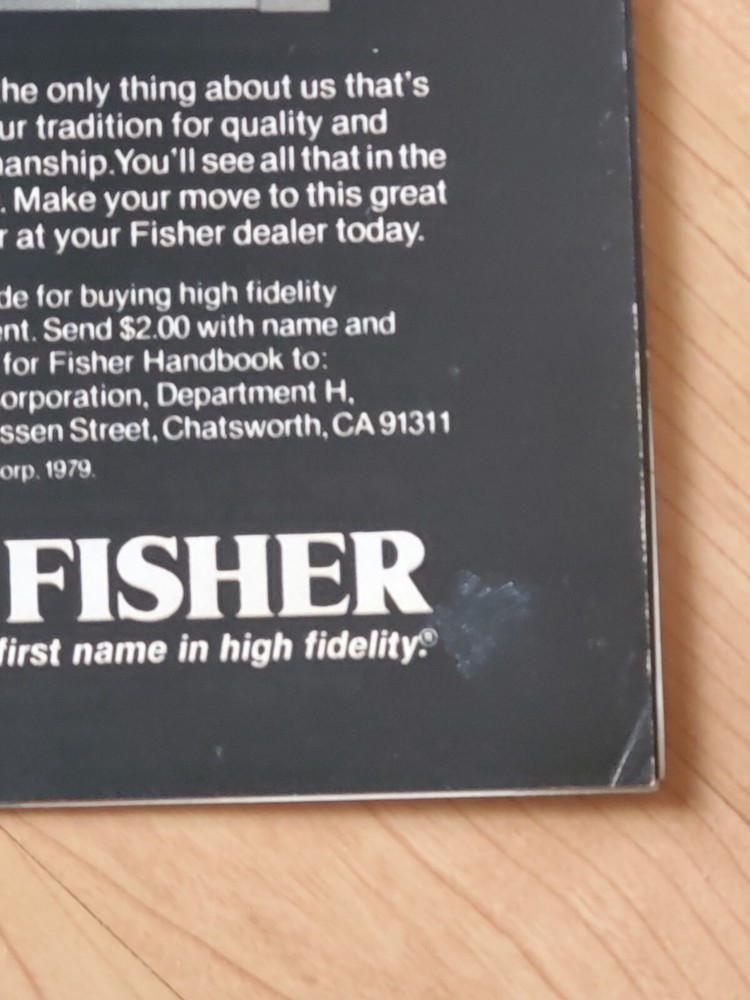 he only thing about us that's
ur tradition for quality and
manship. You'll see all that in the
. Make your move to this great
r at your Fisher dealer today.
de for buying high fidelity
ent. Send $2.00 with name and
for Fisher Handbook to:
orporation, Department H,
ssen Street, Chatsworth, CA 91311
orp. 1979.
FISHER
first name in high fidelity.®